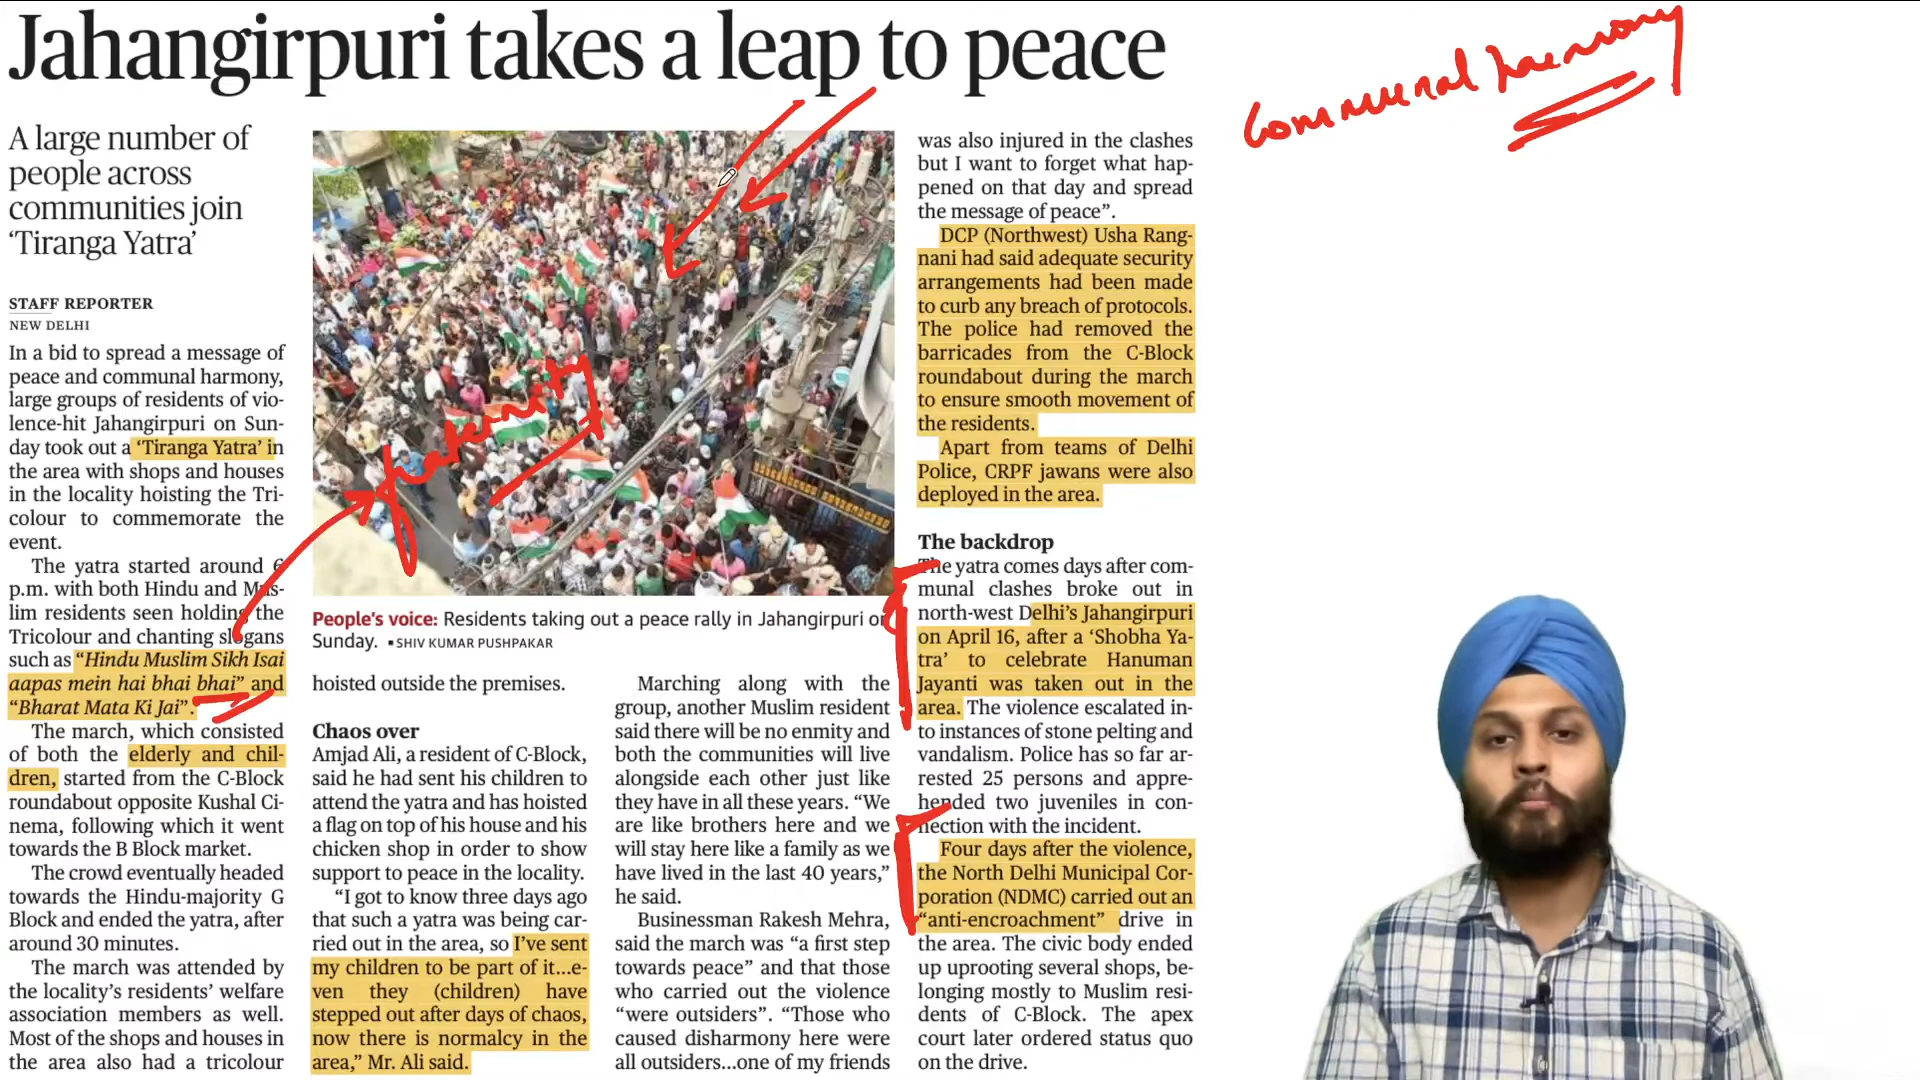 Jahangirpuri takes a leap to peace
communal harmony
A large number of
people across
communities join
‘Tiranga Yatra’
STAFF REPORTER
NEW DELHI
In a bid to spread a message of
peace and communal harmony,
large groups of residents of vio-
lence-hit Jahangirpuri on Sun-
day took out a ‘Tiranga Yatra’ in
the area with shops and houses
in the locality hoisting the Tri-
colour to commemorate the
event.
The yatra started around 6
p.m. with both Hindu and Mus-
lim residents seen holding the
Tricolour and chanting slogans
such as “Hindu Muslim Sikh Isai
aapas mein hai bhai bhai” and
“Bharat Mata Ki Jai”.
The march, which consisted
of both the elderly and chil-
dren, started from the C-Block
roundabout opposite Kushal Ci-
nema, following which it went
towards the B Block market.
The crowd eventually headed
towards the Hindu-majority G
Block and ended the yatra, after
around 30 minutes.
The march was attended by
the locality’s residents’ welfare
association members as well.
Most of the shops and houses in
the area also had a tricolour
fraternity
People’s voice: Residents taking out a peace rally in Jahangirpuri on
Sunday. ▪ SHIV KUMAR PUSHPAKAR
hoisted outside the premises.
Chaos over
Amjad Ali, a resident of C-Block,
said he had sent his children to
attend the yatra and has hoisted
a flag on top of his house and his
chicken shop in order to show
support to peace in the locality.
“I got to know three days ago
that such a yatra was being car-
ried out in the area, so I’ve sent
my children to be part of it...e-
ven they (children) have
stepped out after days of chaos,
now there is normalcy in the
area,” Mr. Ali said.
Marching along with the
group, another Muslim resident
said there will be no enmity and
both the communities will live
alongside each other just like
they have in all these years. “We
are like brothers here and we
will stay here like a family as we
have lived in the last 40 years,”
he said.
Businessman Rakesh Mehra,
said the march was “a first step
towards peace” and that those
who carried out the violence
“were outsiders”. “Those who
caused disharmony here were
all outsiders...one of my friends
was also injured in the clashes
but I want to forget what hap-
pened on that day and spread
the message of peace”.
DCP (Northwest) Usha Rang-
nani had said adequate security
arrangements had been made
to curb any breach of protocols.
The police had removed the
barricades from the C-Block
roundabout during the march
to ensure smooth movement of
the residents.
Apart from teams of Delhi
Police, CRPF jawans were also
deployed in the area.
The backdrop
The yatra comes days after com-
munal clashes broke out in
north-west Delhi’s Jahangirpuri
on April 16, after a ‘Shobha Ya-
tra’ to celebrate Hanuman
Jayanti was taken out in the
area. The violence escalated in-
to instances of stone pelting and
vandalism. Police has so far ar-
rested 25 persons and appre-
hended two juveniles in con-
nection with the incident.
Four days after the violence,
the North Delhi Municipal Cor-
poration (NDMC) carried out an
“anti-encroachment” drive in
the area. The civic body ended
up uprooting several shops, be-
longing mostly to Muslim resi-
dents of C-Block. The apex
court later ordered status quo
on the drive.